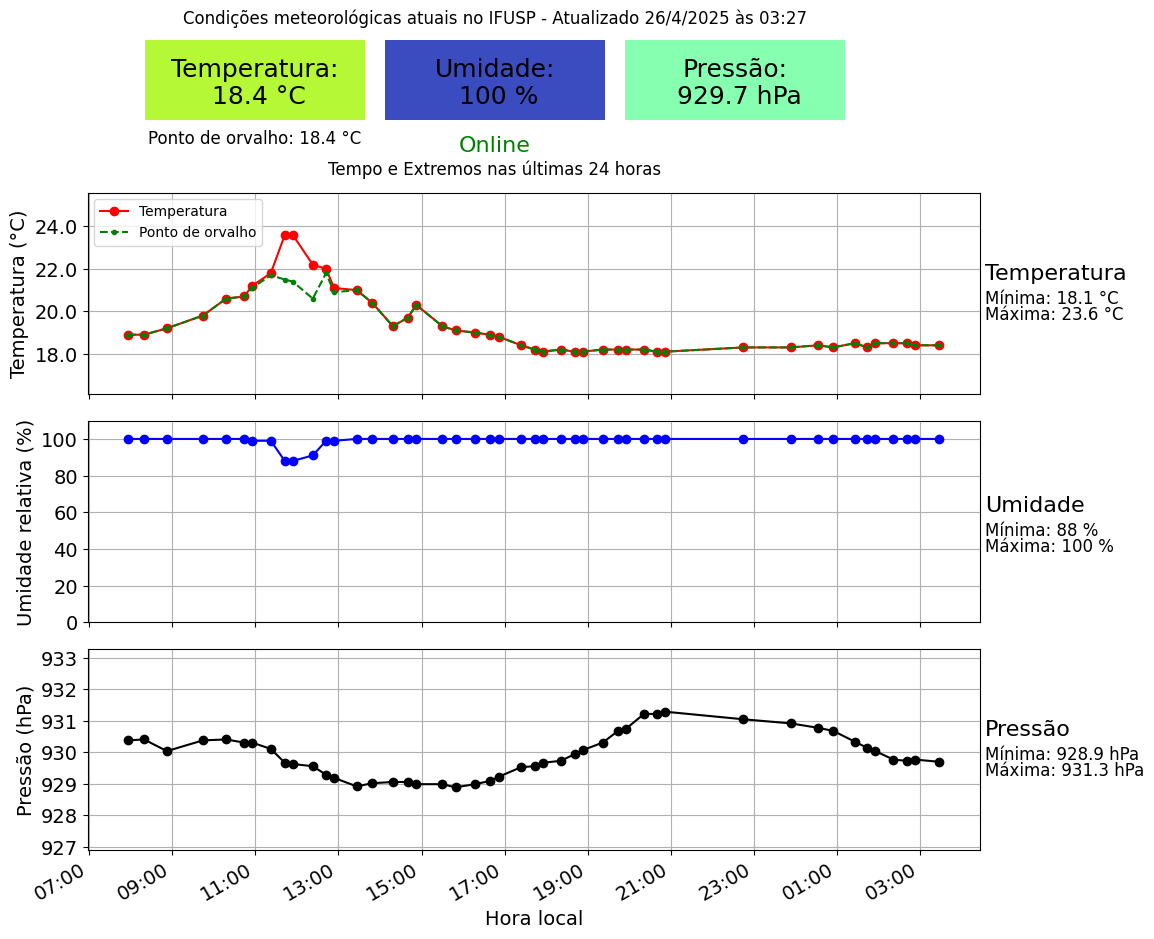 Condições meteorológicas atuais no IFUSP - Atualizado 26/4/2025 às 03:27
Temperatura:
18.4 °C
Umidade:
100 %
Pressão:
929.7 hPa
Ponto de orvalho: 18.4 °C
Online
Tempo e Extremos nas últimas 24 horas
Temperatura (°C)
24.0
22.0
20.0
18.0
Temperatura
Ponto de orvalho
Temperatura
Mínima: 18.1 °C
Máxima: 23.6 °C
Umidade relativa (%)
100
80
60
40
20
0
Umidade
Mínima: 88 %
Máxima: 100 %
Pressão (hPa)
933
932
931
930
929
928
927
Pressão
Mínima: 928.9 hPa
Máxima: 931.3 hPa
07:00
09:00
11:00
13:00
15:00
17:00
19:00
21:00
23:00
01:00
03:00
Hora local